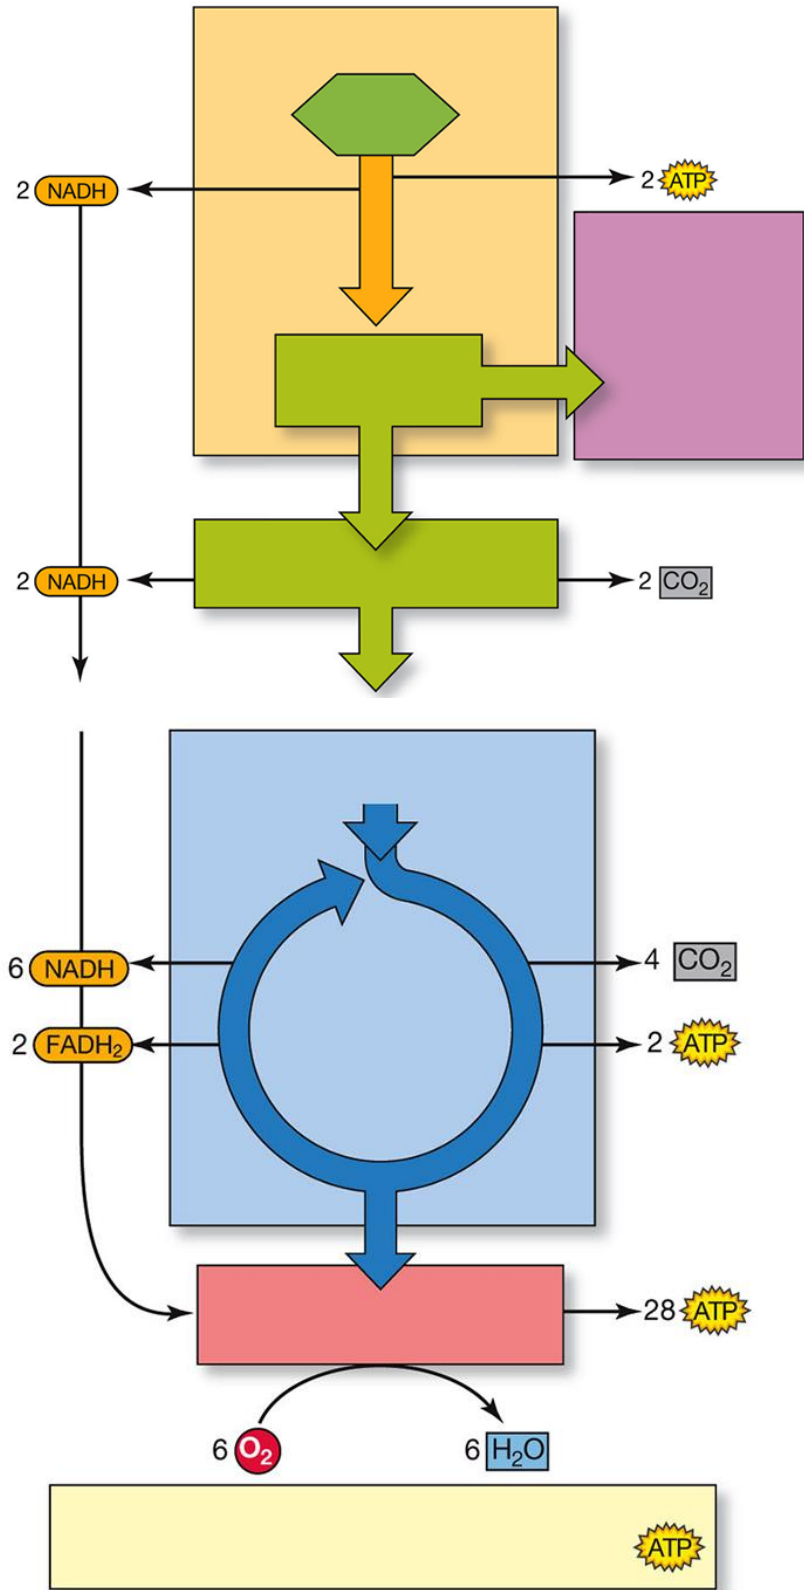 2 NADH
2 ATP
2 NADH
2 CO₂
6 NADH
4 CO₂
2 FADH₂
2 ATP
28 ATP
6 O₂
6 H₂O
ATP